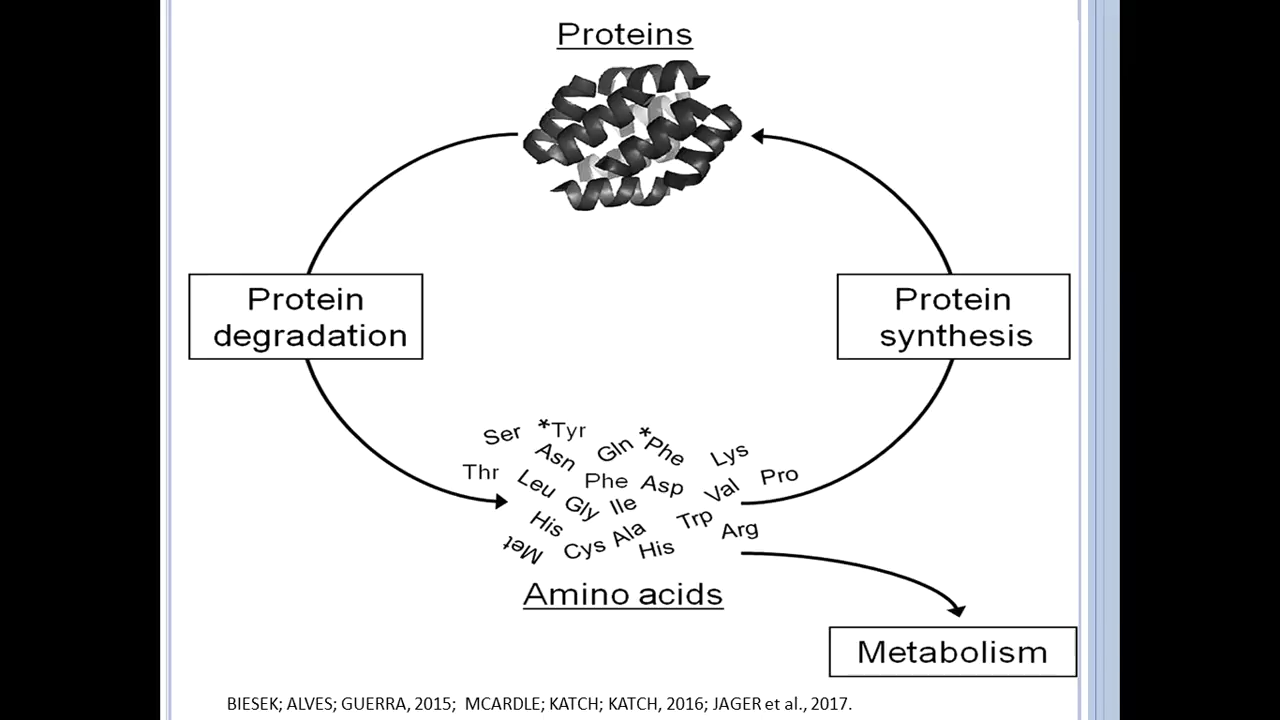 Proteins
Protein
degradation
Protein
synthesis
Ser
*Tyr
Asn
Gln
*Phe
Lys
Thr
Leu
Phe
Asp
Val
Pro
Gly
Ile
His
Ala
Trp
Arg
Met
Cys
His
Amino acids
Metabolism
BIESEK; ALVES; GUERRA, 2015; MCARDLE; KATCH; KATCH, 2016; JAGER et al., 2017.